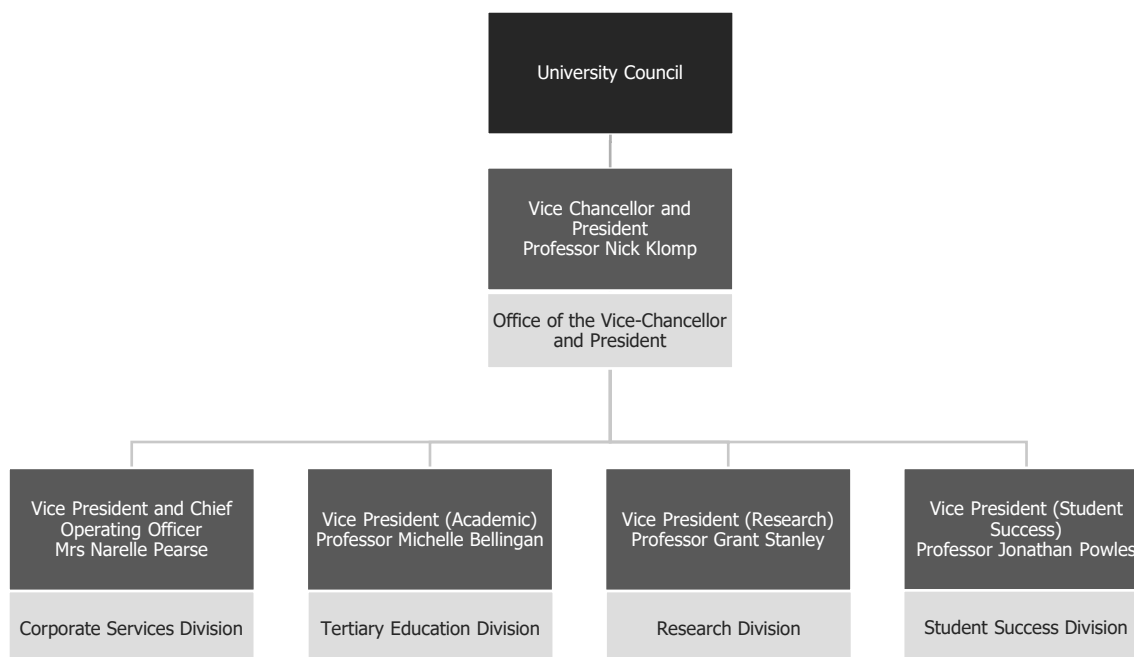 University Council
Vice Chancellor and
President
Professor Nick Klomp
Office of the Vice-Chancellor
and President
Vice President and Chief
Operating Officer
Mrs Narelle Pearse
Corporate Services Division
Vice President (Academic)
Professor Michelle Bellingan
Tertiary Education Division
Vice President (Research)
Professor Grant Stanley
Research Division
Vice President (Student
Success)
Professor Jonathan Powles
Student Success Division